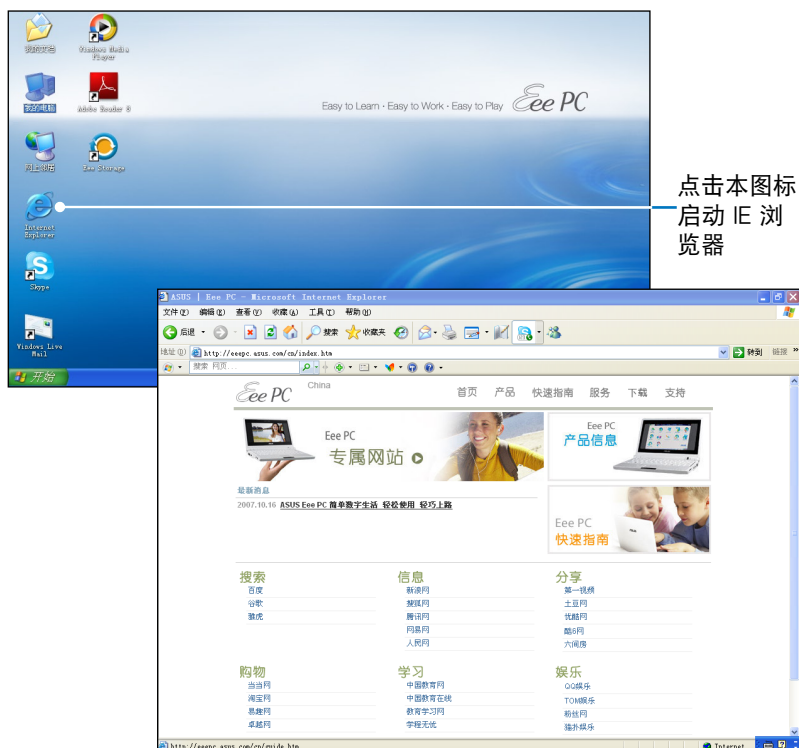 我的文档
Windows Media
Player
我的电脑
Adobe Reader 8
Easy to Learn · Easy to Work · Easy to Play Eee PC
网上邻居
Eee Storage
点击本图标
启动 IE 浏
览器
Internet
Explorer
Skype
Windows Live
Mail
开始
ASUS | Eee PC - Microsoft Internet Explorer
文件(F) 编辑(E) 查看(V) 收藏(A) 工具(T) 帮助(H)
后退 搜索 收藏夹
地址(D) http://eeepc.asus.com/cn/index.htm 转到 链接 »
搜索 网页...
Eee PC China 首页 产品 快速指南 服务 下载 支持
Eee PC
专属网站
Eee PC
产品信息
最新消息
2007.10.16 ASUS Eee PC 简单数字生活 轻松使用 轻巧上路
Eee PC
快速指南
搜索 信息 分享
百度 新浪网 第一视频
谷歌 搜狐网 土豆网
雅虎 腾讯网 优酷网
网易网 酷6网
人民网 六间房
购物 学习 娱乐
当当网 中国教育网 QQ娱乐
淘宝网 中国教育在线 TOM娱乐
易趣网 教育学习网 粉丝网
卓越网 学程无忧 猫扑娱乐
http://eeepc.asus.com/cn/guide.htm Internet